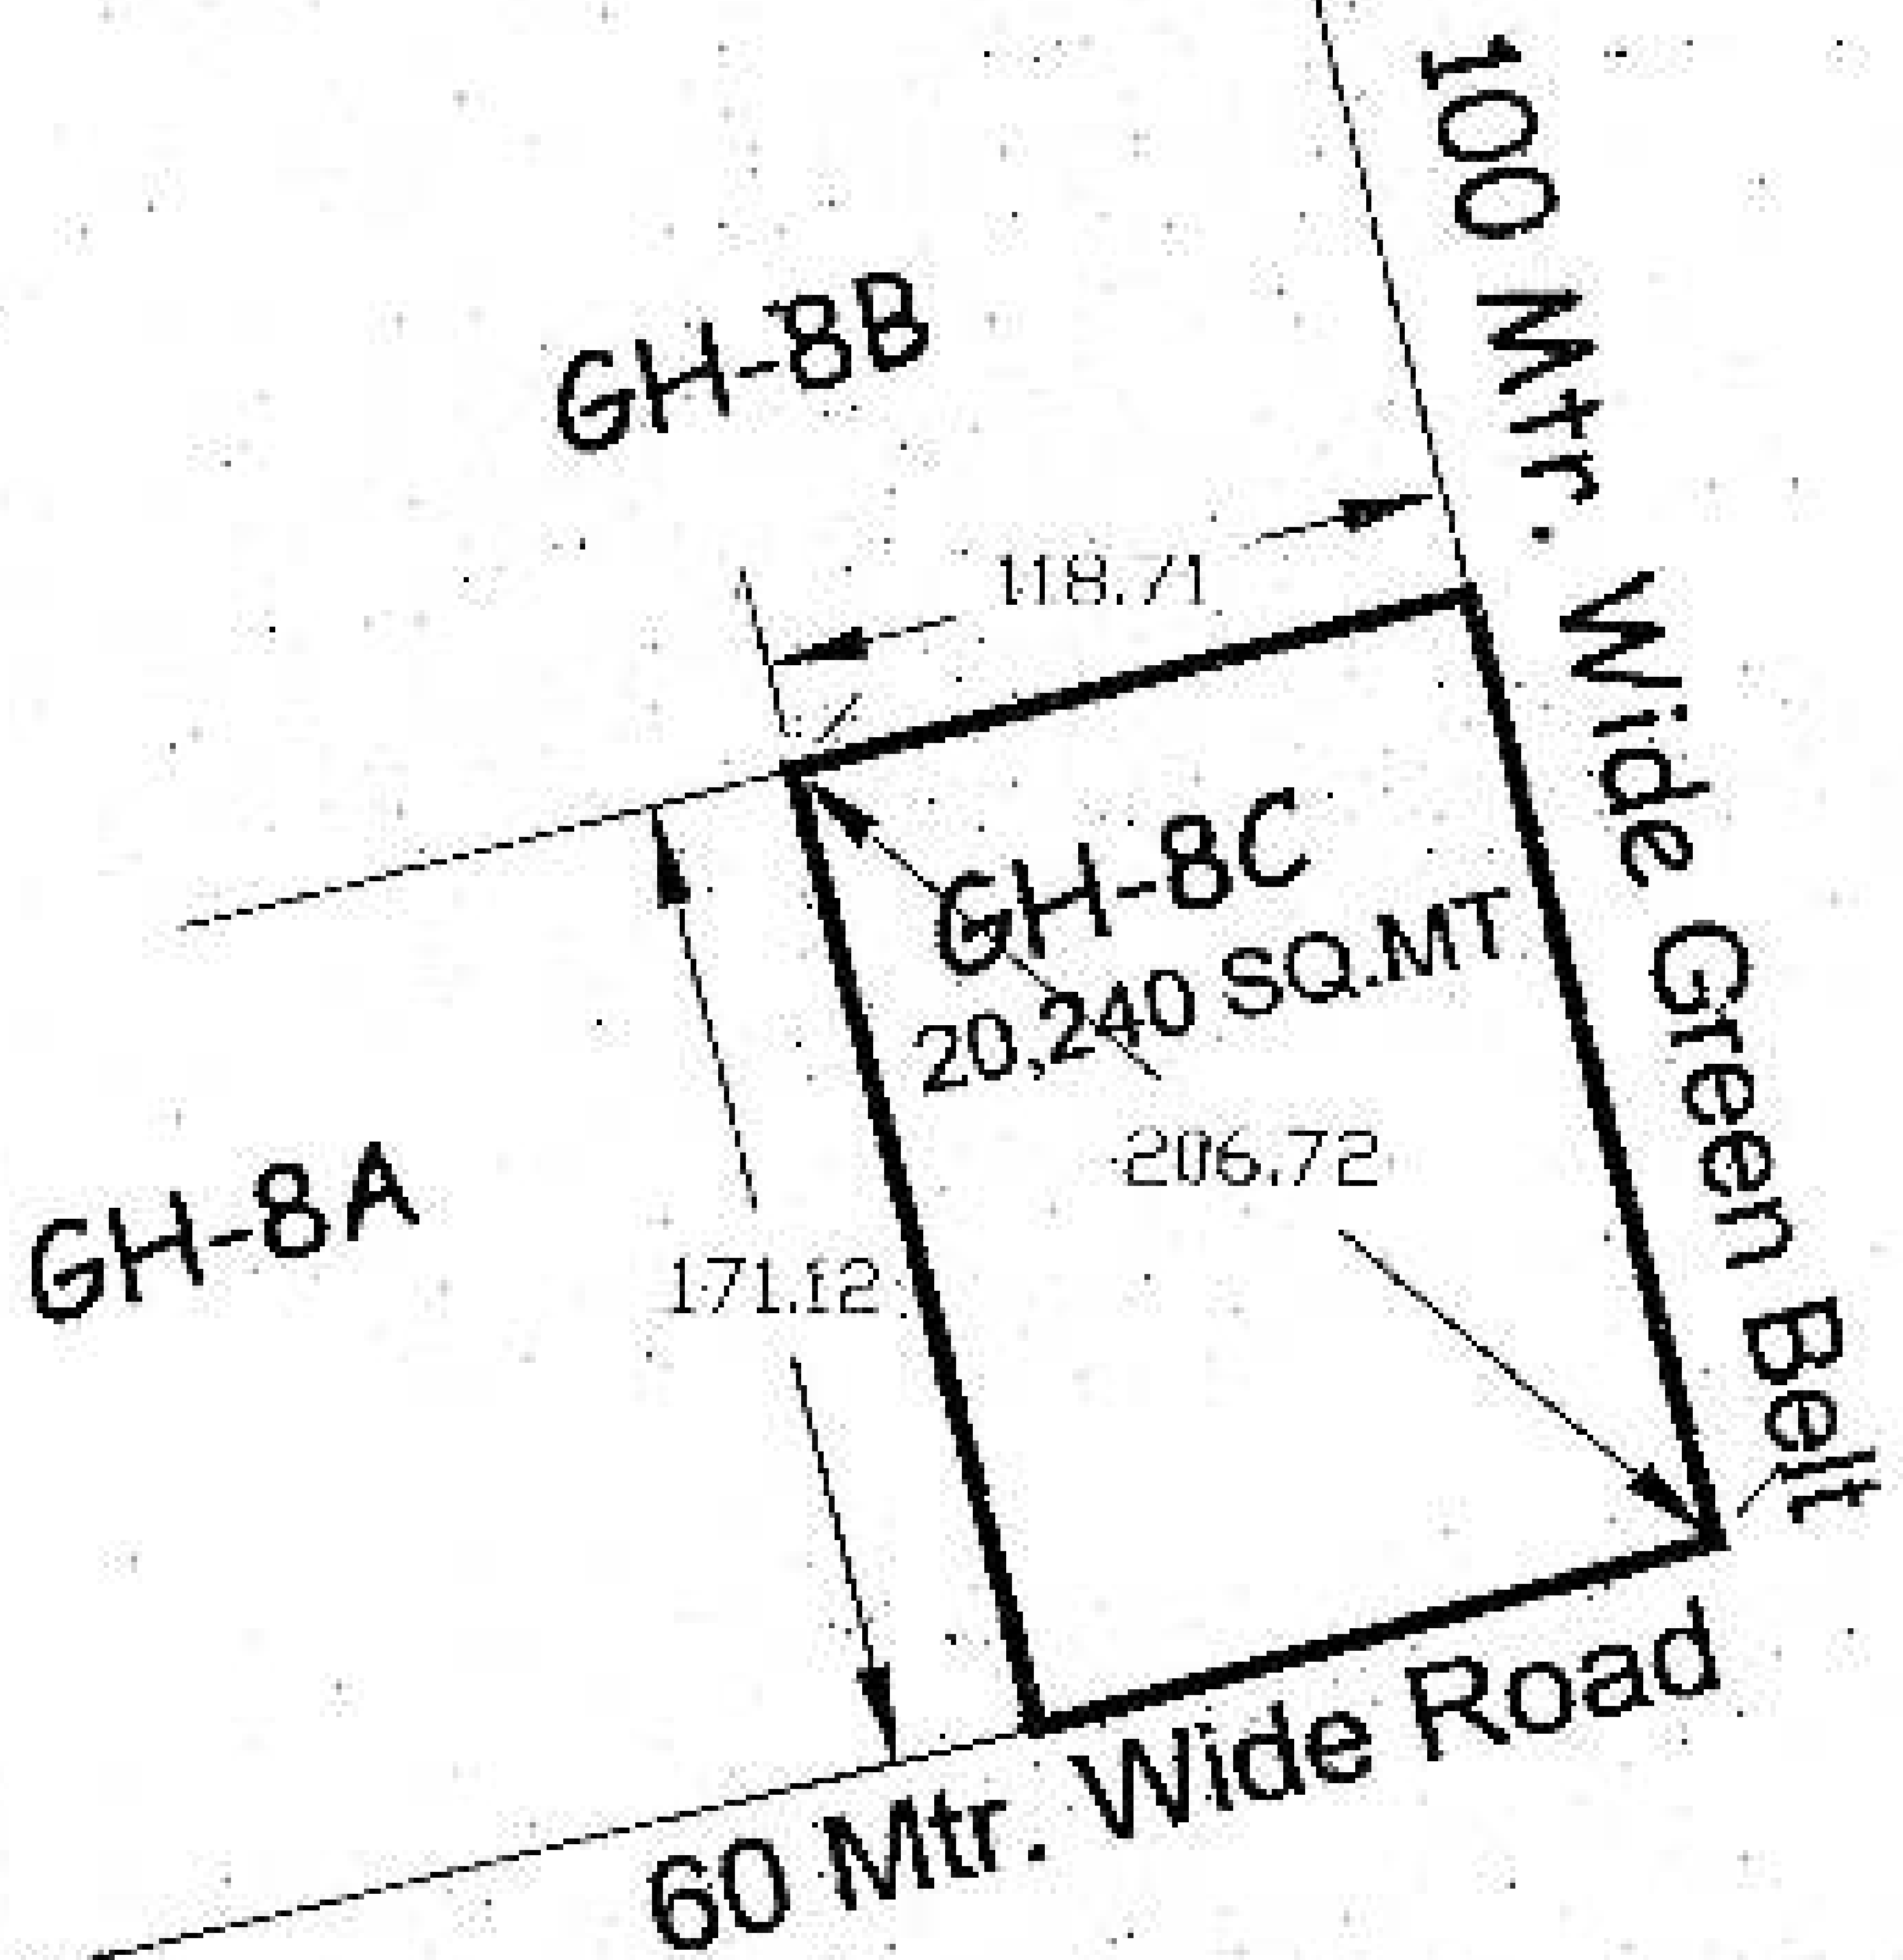 100 Mtr. Wide Green Belt
GH-8B
118.71
GH-8C
20,240 SQ.MT
206.72
GH-8A
171.12
60 Mtr. Wide Road